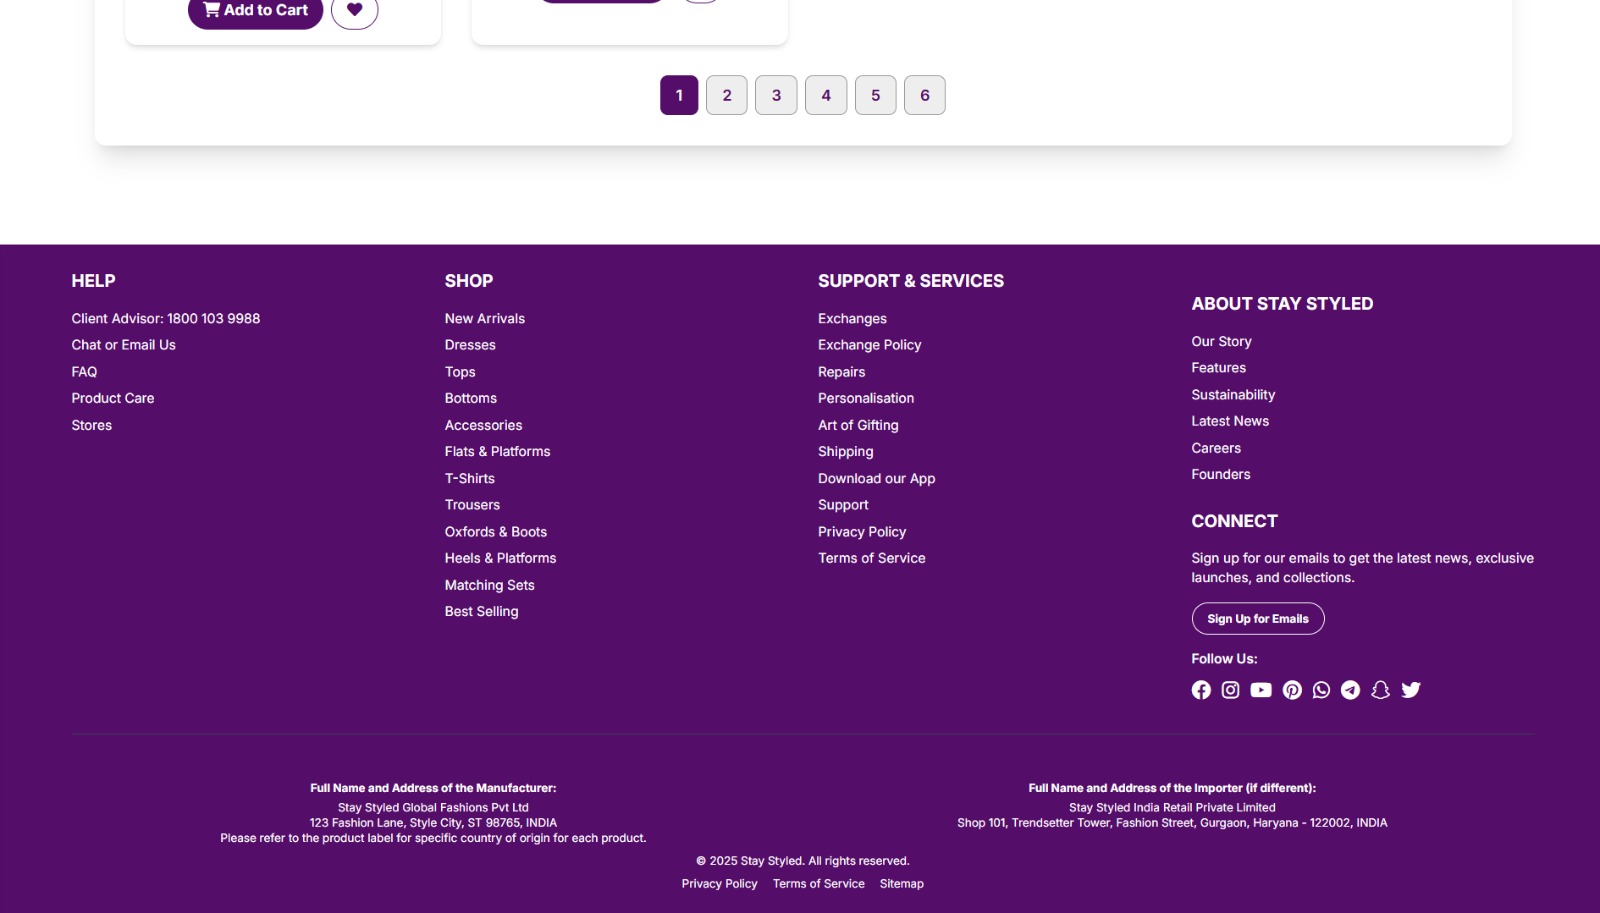 Add to Cart
1 2 3 4 5 6
HELP
Client Advisor: 1800 103 9988
Chat or Email Us
FAQ
Product Care
Stores
SHOP
New Arrivals
Dresses
Tops
Bottoms
Accessories
Flats & Platforms
T-Shirts
Trousers
Oxfords & Boots
Heels & Platforms
Matching Sets
Best Selling
SUPPORT & SERVICES
Exchanges
Exchange Policy
Repairs
Personalisation
Art of Gifting
Shipping
Download our App
Support
Privacy Policy
Terms of Service
ABOUT STAY STYLED
Our Story
Features
Sustainability
Latest News
Careers
Founders
CONNECT
Sign up for our emails to get the latest news, exclusive
launches, and collections.
Sign Up for Emails
Follow Us:
Full Name and Address of the Manufacturer:
Stay Styled Global Fashions Pvt Ltd
123 Fashion Lane, Style City, ST 98765, INDIA
Please refer to the product label for specific country of origin for each product.
Full Name and Address of the Importer (if different):
Stay Styled India Retail Private Limited
Shop 101, Trendsetter Tower, Fashion Street, Gurgaon, Haryana - 122002, INDIA
© 2025 Stay Styled. All rights reserved.
Privacy Policy Terms of Service Sitemap